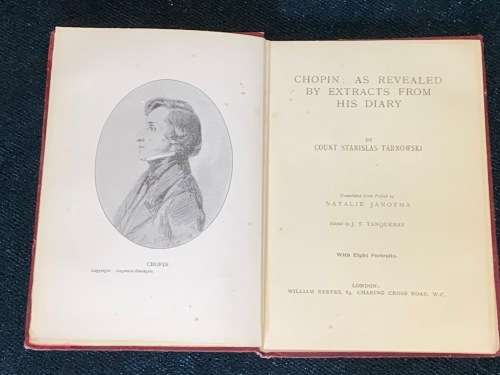 CHOPIN
CHOPIN: AS REVEALED
BY EXTRACTS FROM
HIS DIARY
BY
COUNT STANISLAS TARNOWSKI
Translated from Polish by
NATALIE JANOTHA
Edited by J. T. TANQUERAY
With Eight Portraits.
LONDON:
WILLIAM REEVES, 83, CHARING CROSS ROAD, W.C.